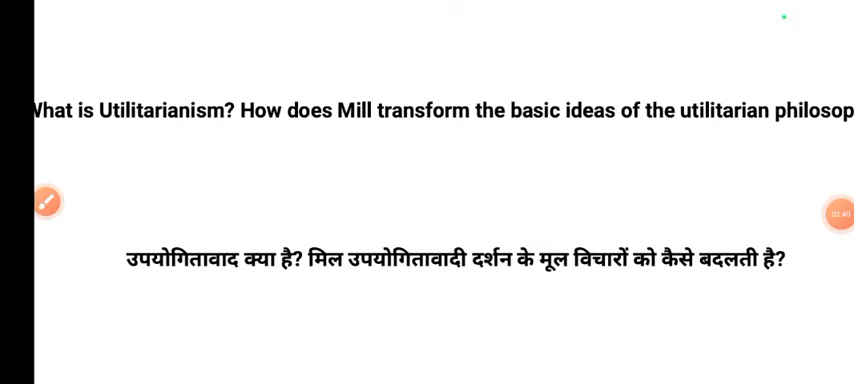 What is Utilitarianism? How does Mill transform the basic ideas of the utilitarian philosop
उपयोगितावाद क्या है? मिल उपयोगितावादी दर्शन के मूल विचारों को कैसे बदलती है?
02:40